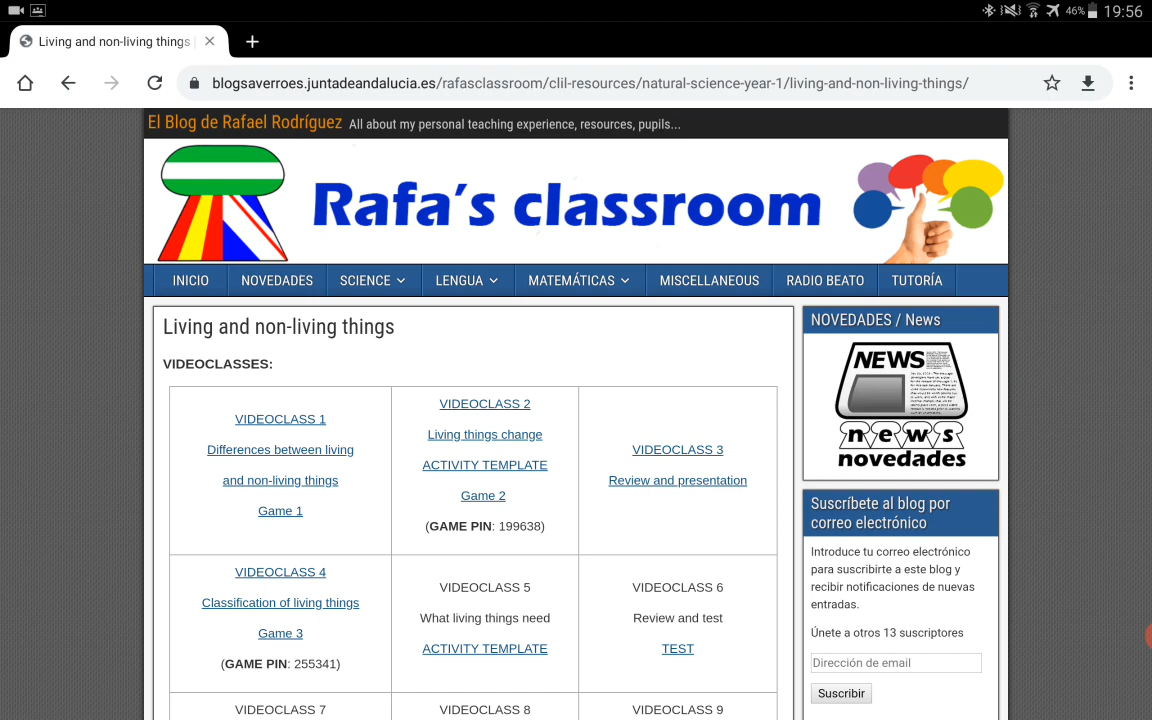 46% 19:56
Living and non-living things
blogsaverroes.juntadeandalucia.es/rafasclassroom/clil-resources/natural-science-year-1/living-and-non-living-things/
El Blog de Rafael Rodríguez All about my personal teaching experience, resources, pupils...
Rafa's classroom
INICIO NOVEDADES SCIENCE LENGUA MATEMÁTICAS MISCELLANEOUS RADIO BEATO TUTORÍA
Living and non-living things
VIDEOCLASSES:
VIDEOCLASS 1
Differences between living
and non-living things
Game 1
VIDEOCLASS 2
Living things change
ACTIVITY TEMPLATE
Game 2
(GAME PIN: 199638)
VIDEOCLASS 3
Review and presentation
VIDEOCLASS 4
Classification of living things
Game 3
(GAME PIN: 255341)
VIDEOCLASS 5
What living things need
ACTIVITY TEMPLATE
VIDEOCLASS 6
Review and test
TEST
VIDEOCLASS 7
VIDEOCLASS 8
VIDEOCLASS 9
NOVEDADES / News
NEWS
news
novedades
Suscríbete al blog por
correo electrónico
Introduce tu correo electrónico
para suscribirte a este blog y
recibir notificaciones de nuevas
entradas.
Únete a otros 13 suscriptores
Dirección de email
Suscribir